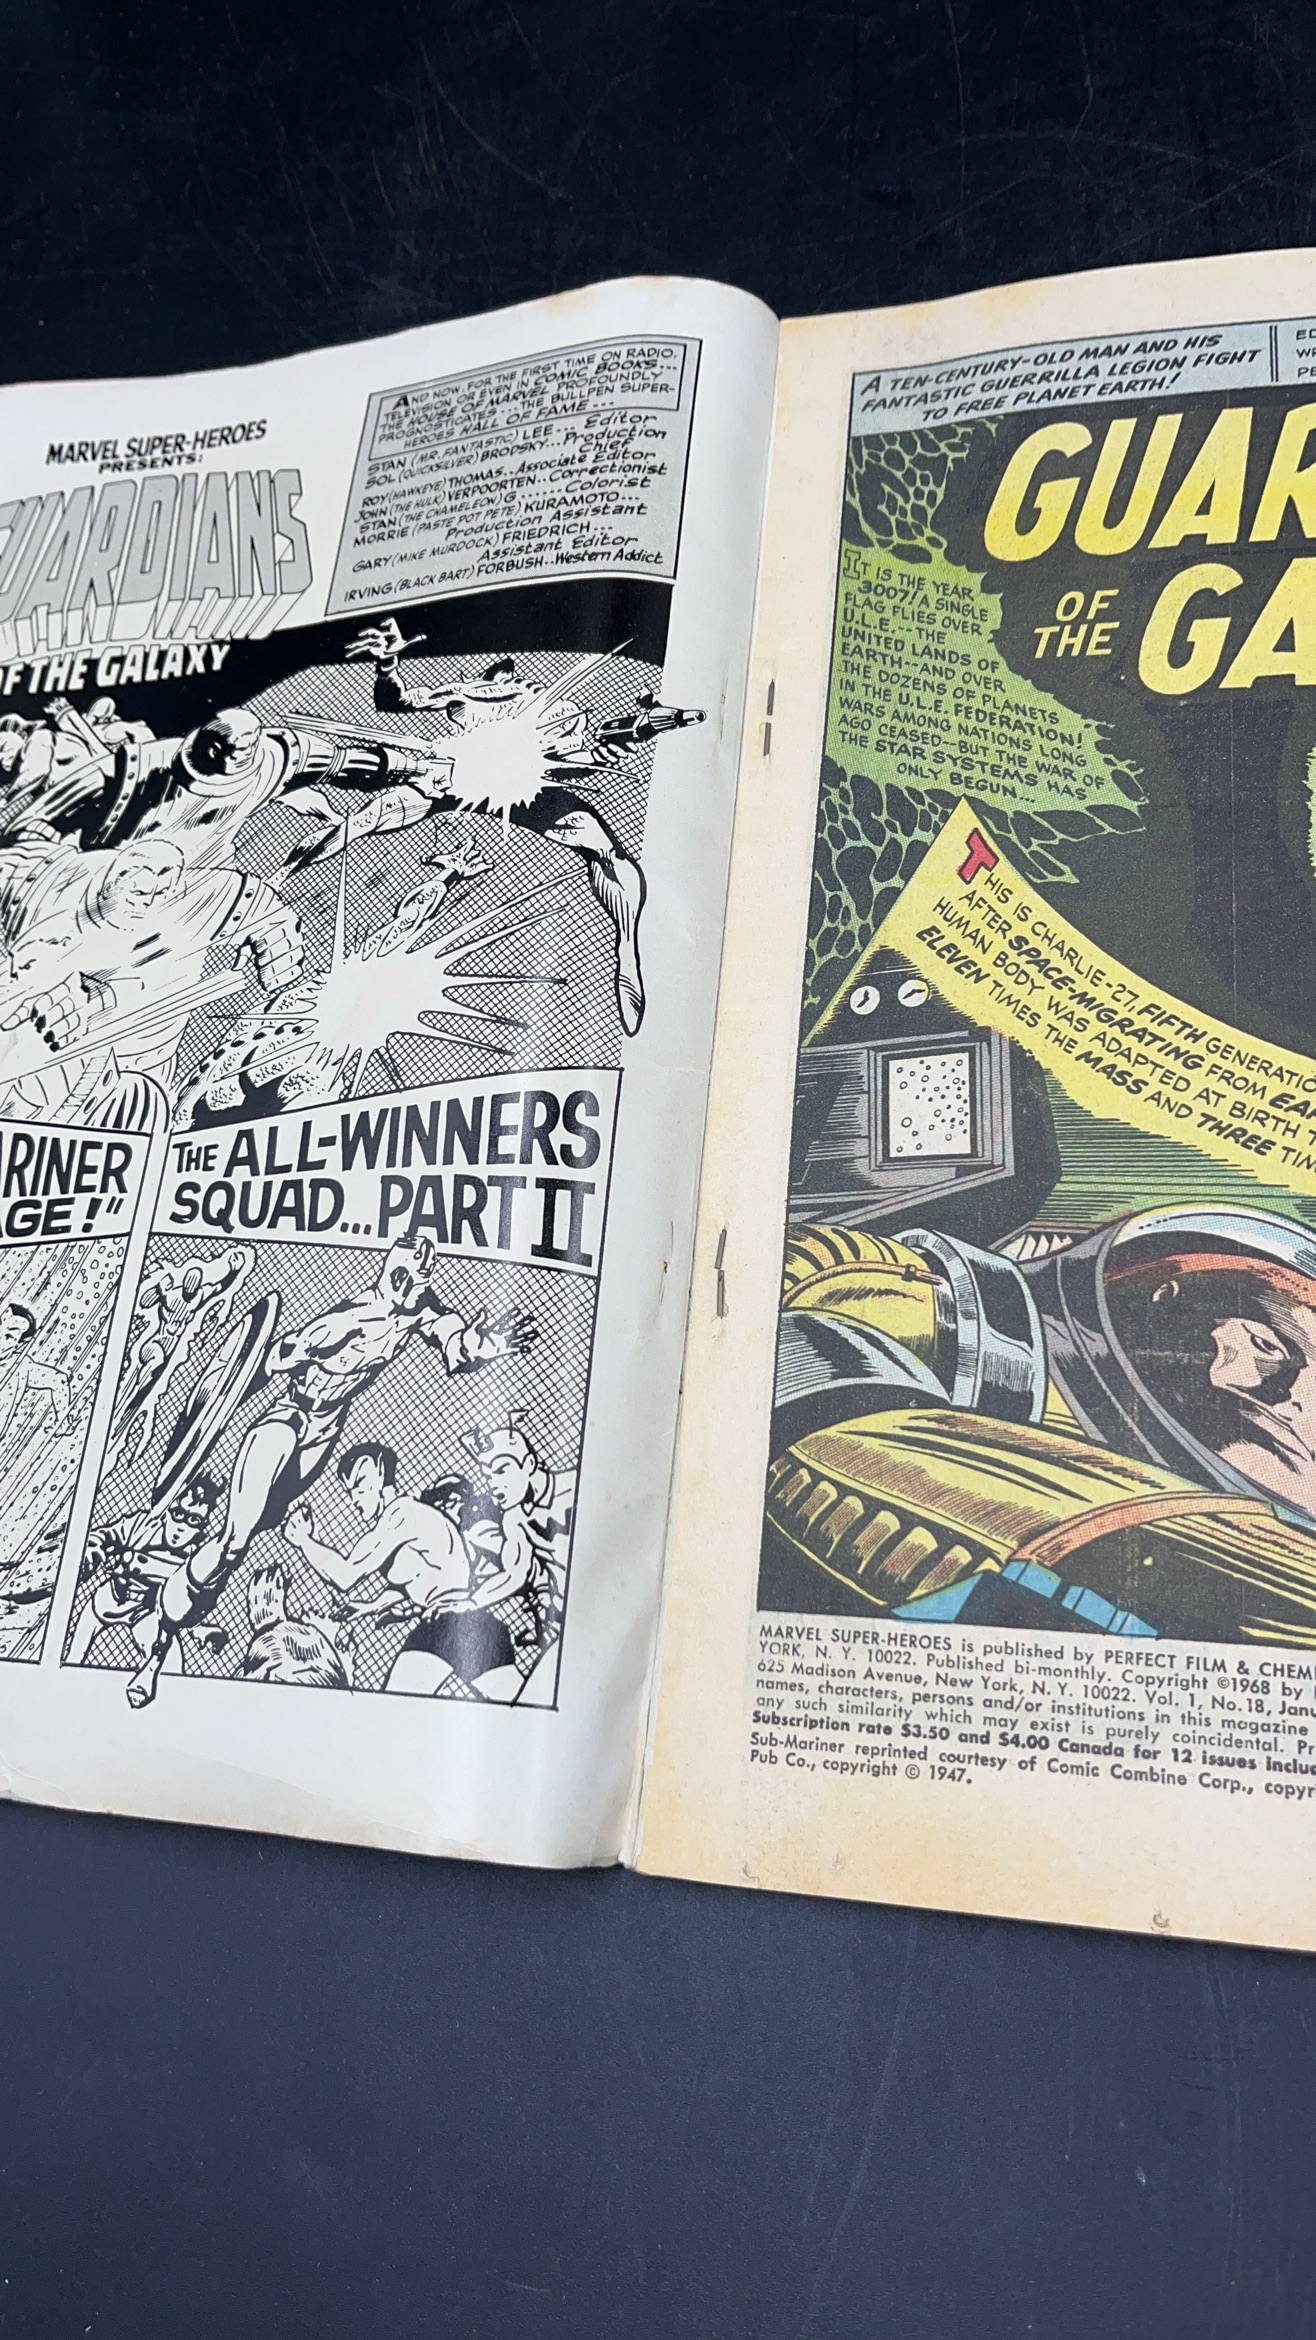 MARVEL SUPER-HEROES
PRESENTS:
GUARDIANS
OF THE GALAXY
AND NOW, FOR THE FIRST TIME ON RADIO,
TELEVISION OR EVEN IN COMIC BOOKS...
THE HOUSE OF MARVEL PROFOUNDLY
PROGNOSTICATES... THE BULLPEN SUPER-
HEROES HALL OF FAME ---
STAN (MR. FANTASTIC) LEE --- Editor
SOL (QUICKSILVER) BRODSKY... Production
Chief
ROY (HAWKEYE) THOMAS.. Associate Editor
JOHN (THE HULK) VERPOORTEN.. Correctionist
STAN (THE CHAMELEON) G ...... Colorist
MORRIE (PASTE POT PETE) KURAMOTO---
Production Assistant
GARY (MIKE MURDOCK) FRIEDRICH ---
Assistant Editor
IRVING (BLACK BART) FORBUSH.. Western Addict
ARINER
AGE!"
THE ALL-WINNERS
SQUAD... PART II
A TEN-CENTURY-OLD MAN AND HIS
FANTASTIC GUERRILLA LEGION FIGHT
TO FREE PLANET EARTH!
ED
WR
PE
GUAR
OF
THE GA
IT IS THE YEAR
3007! A SINGLE
FLAG FLIES OVER
U.L.E.--THE
UNITED LANDS OF
EARTH--AND OVER
THE DOZENS OF PLANETS
IN THE U.L.E. FEDERATION!
WARS AMONG NATIONS LONG
AGO CEASED--BUT THE WAR OF
THE STAR SYSTEMS HAS
ONLY BEGUN...
THIS IS CHARLIE-27, FIFTH GENERATIO
AFTER SPACE-MIGRATING FROM EAR
HUMAN BODY WAS ADAPTED AT BIRTH T
ELEVEN TIMES THE MASS AND THREE TIM
MARVEL SUPER-HEROES is published by PERFECT FILM & CHEMI
YORK, N. Y. 10022. Published bi-monthly. Copyright ©1968 by
625 Madison Avenue, New York, N. Y. 10022. Vol. 1, No. 18, Janu
names, characters, persons and/or institutions in this magazine
any such similarity which may exist is purely coincidental. Pr
Subscription rate $3.50 and $4.00 Canada for 12 issues includ
Sub-Mariner reprinted courtesy of Comic Combine Corp., copyr
Pub Co., copyright © 1947.